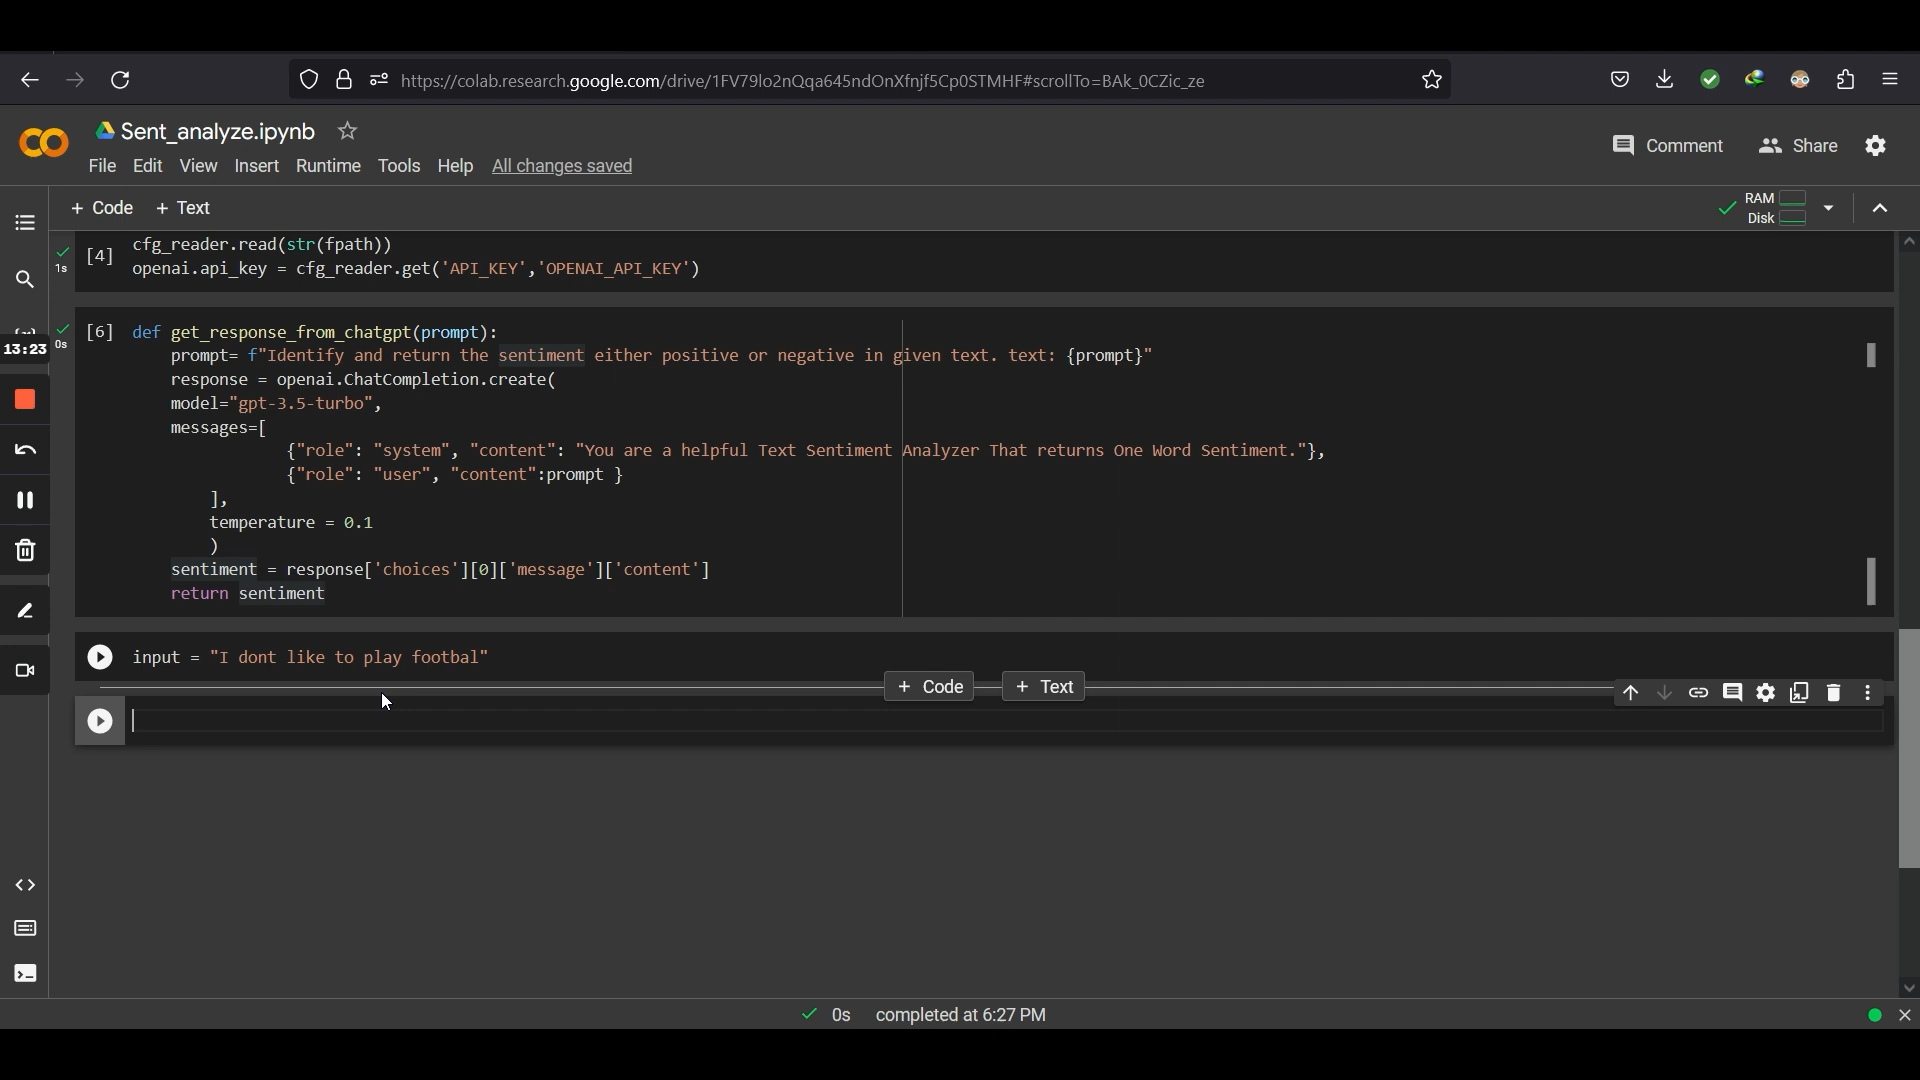 https://colab.research.google.com/drive/1FV79lo2nQqa645ndOnXfnjf5Cp0STMHF#scrollTo=BAk_0CZic_ze
Sent_analyze.ipynb
Comment Share
File Edit View Insert Runtime Tools Help All changes saved
+ Code + Text
RAM
Disk
1s
[4] cfg_reader.read(str(fpath))
openai.api_key = cfg_reader.get('API_KEY','OPENAI_API_KEY')
13:23
0s
[6] def get_response_from_chatgpt(prompt):
prompt= f"Identify and return the sentiment either positive or negative in given text. text: {prompt}"
response = openai.ChatCompletion.create(
model="gpt-3.5-turbo",
messages=[
{"role": "system", "content": "You are a helpful Text Sentiment Analyzer That returns One Word Sentiment."},
{"role": "user", "content":prompt }
],
temperature = 0.1
)
sentiment = response['choices'][0]['message']['content']
return sentiment
input = "I dont like to play footbal"
+ Code + Text
0s completed at 6:27 PM